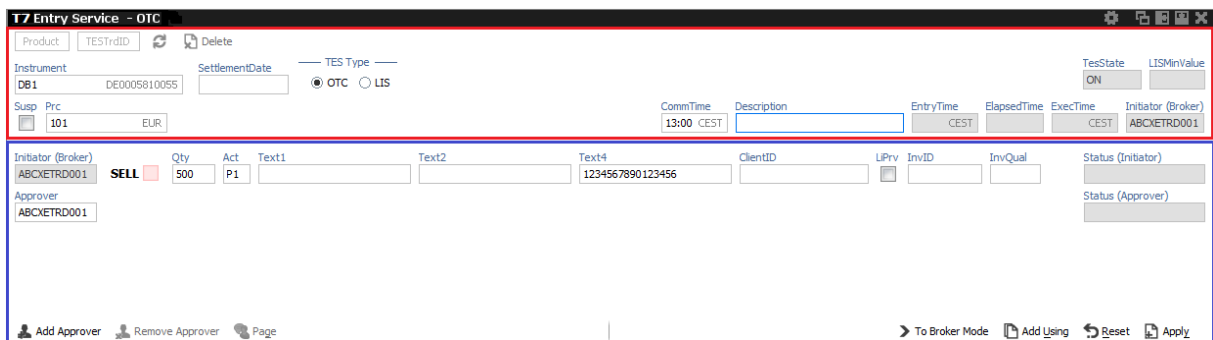 T7 Entry Service - OTC
Product TESTrdID Delete
Instrument SettlementDate TES Type TesState LISMinValue
DB1 DE0005810055 OTC LIS ON
Susp Prc CommTime Description EntryTime ElapsedTime ExecTime Initiator (Broker)
101 EUR 13:00 CEST CEST CEST ABCXETRD001
Initiator (Broker) Qty Act Text1 Text2 Text4 ClientID LiPrv InvID InvQual Status (Initiator)
ABCXETRD001 SELL 500 P1 1234567890123456
Approver Status (Approver)
ABCXETRD001
Add Approver Remove Approver Page To Broker Mode Add Using Reset Apply